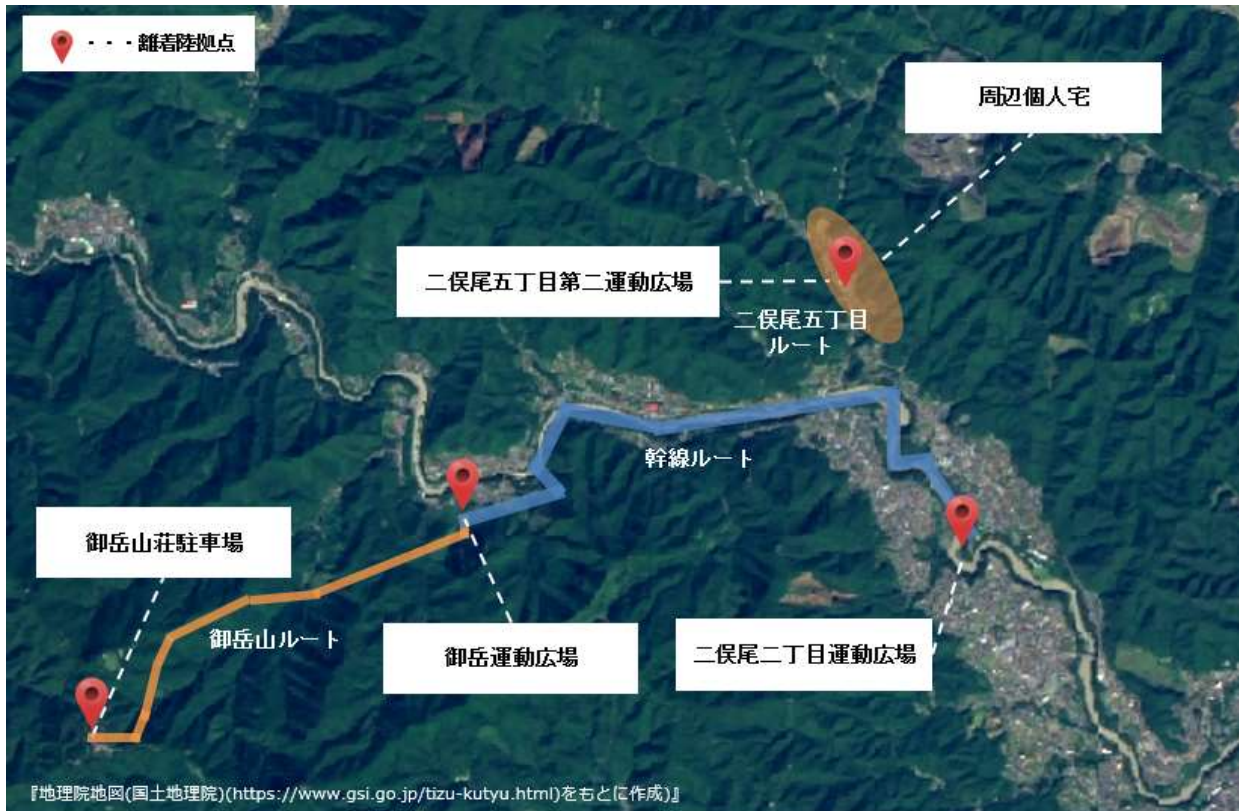 ・・・離着陸拠点
周辺個人宅
二俣尾五丁目第二運動広場
二俣尾五丁目
ルート
幹線ルート
御岳山荘駐車場
御岳山ルート
御岳運動広場
二俣尾二丁目運動広場
『地理院地図(国土地理院)(https://www.gsi.go.jp/tizu-kutyu.html)をもとに作成)』